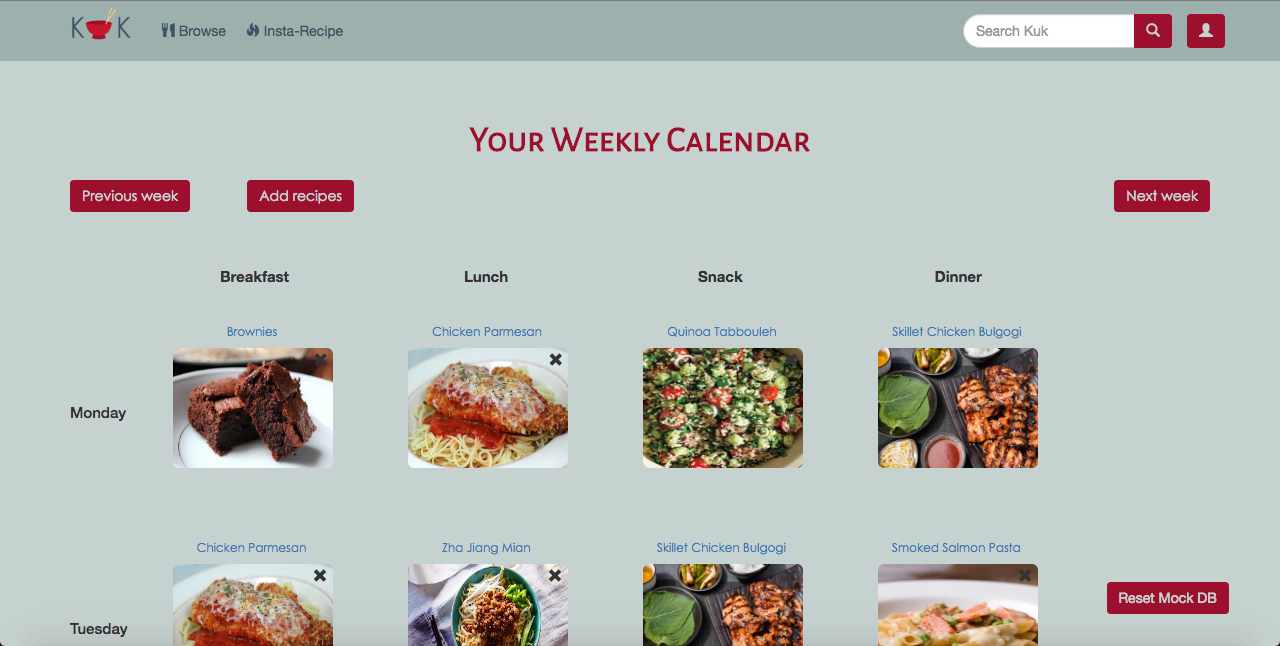 K K
Browse
Insta-Recipe
Search Kuk
Your Weekly Calendar
Previous week
Add recipes
Next week
Breakfast
Lunch
Snack
Dinner
Brownies
Chicken Parmesan
Quinoa Tabbouleh
Skillet Chicken Bulgogi
Monday
Chicken Parmesan
Zha Jiang Mian
Skillet Chicken Bulgogi
Smoked Salmon Pasta
Tuesday
Reset Mock DB